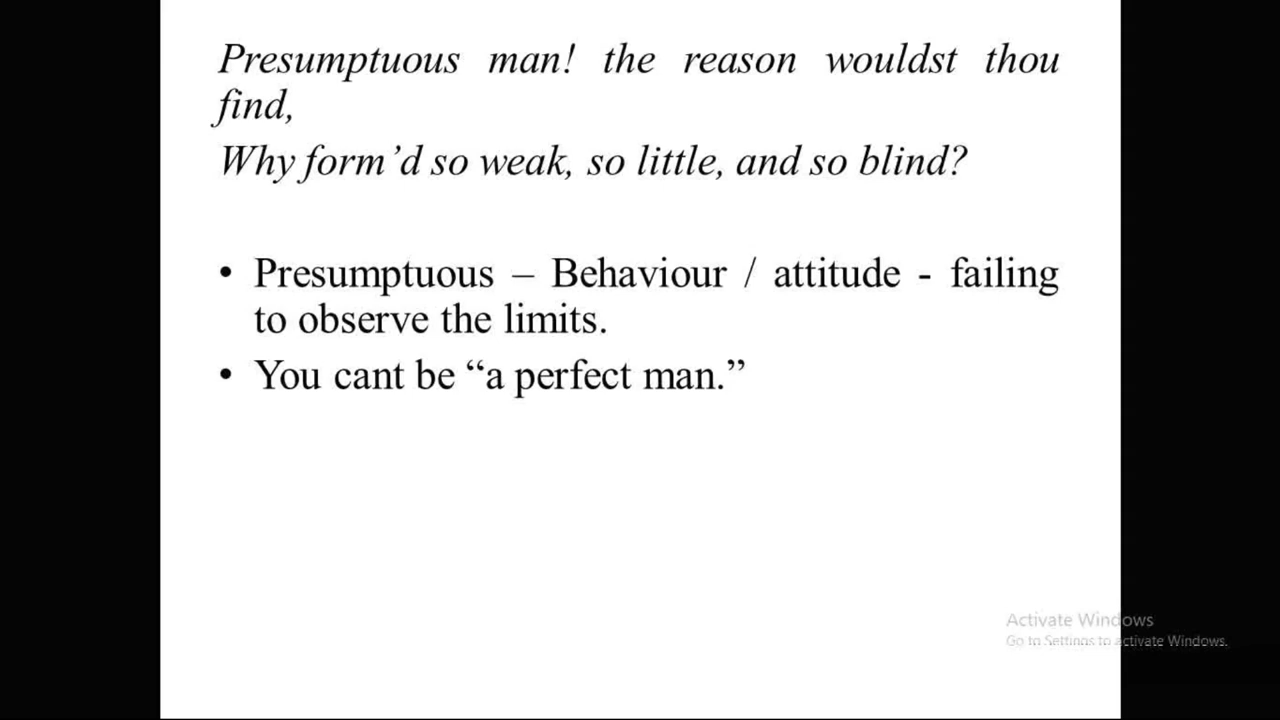 Presumptuous man! the reason wouldst thou
find,
Why form’d so weak, so little, and so blind?
• Presumptuous – Behaviour / attitude - failing
to observe the limits.
• You cant be “a perfect man.”
Activate Windows
Go to Settings to activate Windows.